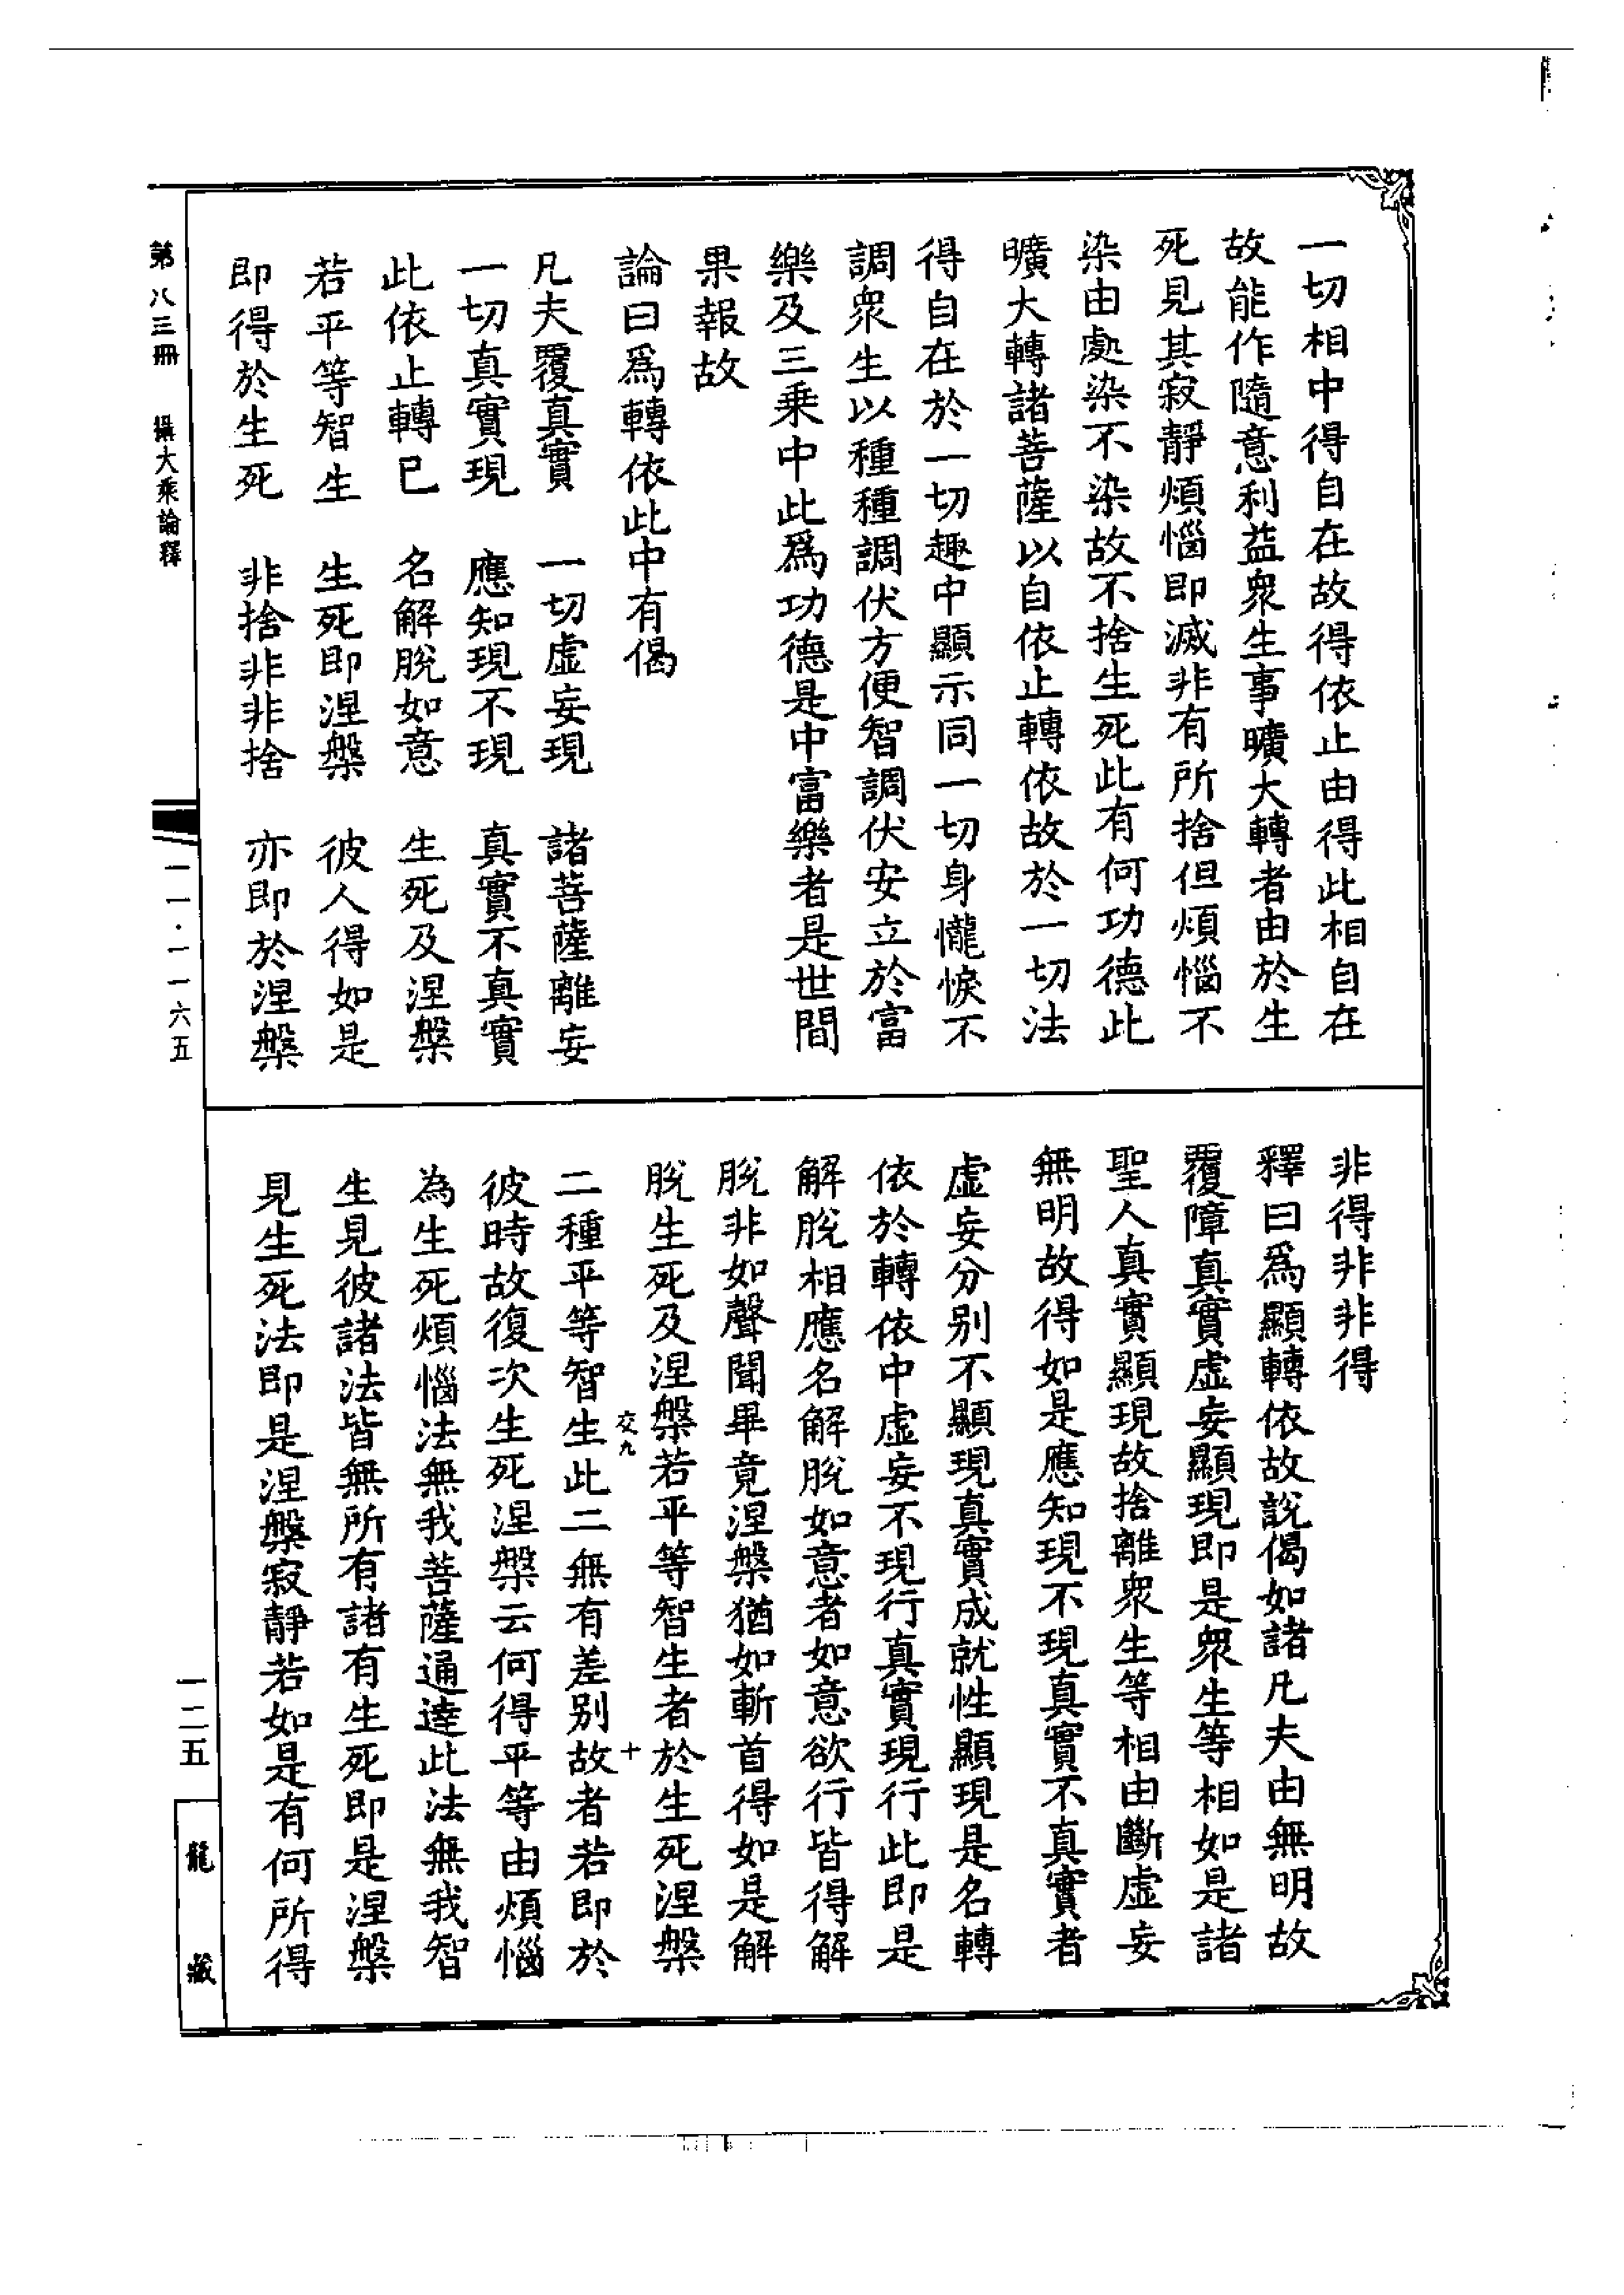 一切相中得自在故得依止由得此相自在
故能作隨意利益衆生事曠大轉者由於生
死見其寂靜煩惱即滅非有所捨但煩惱不
染由處染不染故不捨生死此有何功德此
曠大轉諸菩薩以自依止轉依故於一切法
得自在於一切趣中顯示同一切身㦬悷不
調衆生以種種調伏方便智調伏安立於富
樂及三乘中此爲功德是中富樂者是世間
果報故
論曰爲轉依此中有偈
凡夫覆真實　一切虛妄現　諸菩薩離妄
一切真實現　應知現不現　真實不真實
此依止轉已　名解脫如意　生死及涅槃
若平等智生　生死即涅槃　彼人得如是
即得於生死　非捨非非捨　亦即於涅槃
非得非非得
釋曰爲顯轉依故說偈如諸凡夫由無明故
覆障真實虛妄顯現即是衆生等相如是諸
聖人真實顯現故捨離衆生等相由斷虛妄
無明故得如是應知現不現真實不真實者
虛妄分別不顯現真實成就性顯現是名轉
依於轉依中虛妄不現行真實現行此即是
解脫相應名解脫如意者如意欲行皆得解
脫非如聲聞畢竟涅槃猶如斬首得如是解
脫生死及涅槃若平等智生者於生死涅槃
交九　十
二種平等智生此二無有差別故者若即於
彼時故復次生死涅槃云何得平等由煩惱
為生死煩惱法無我菩薩通達此法無我智
生見彼諸法皆無所有諸有生死即是涅槃
見生死法即是涅槃寂靜若如是有何所得
第八三冊　攝大乘論釋
一一·一一六五
一二五
龍藏